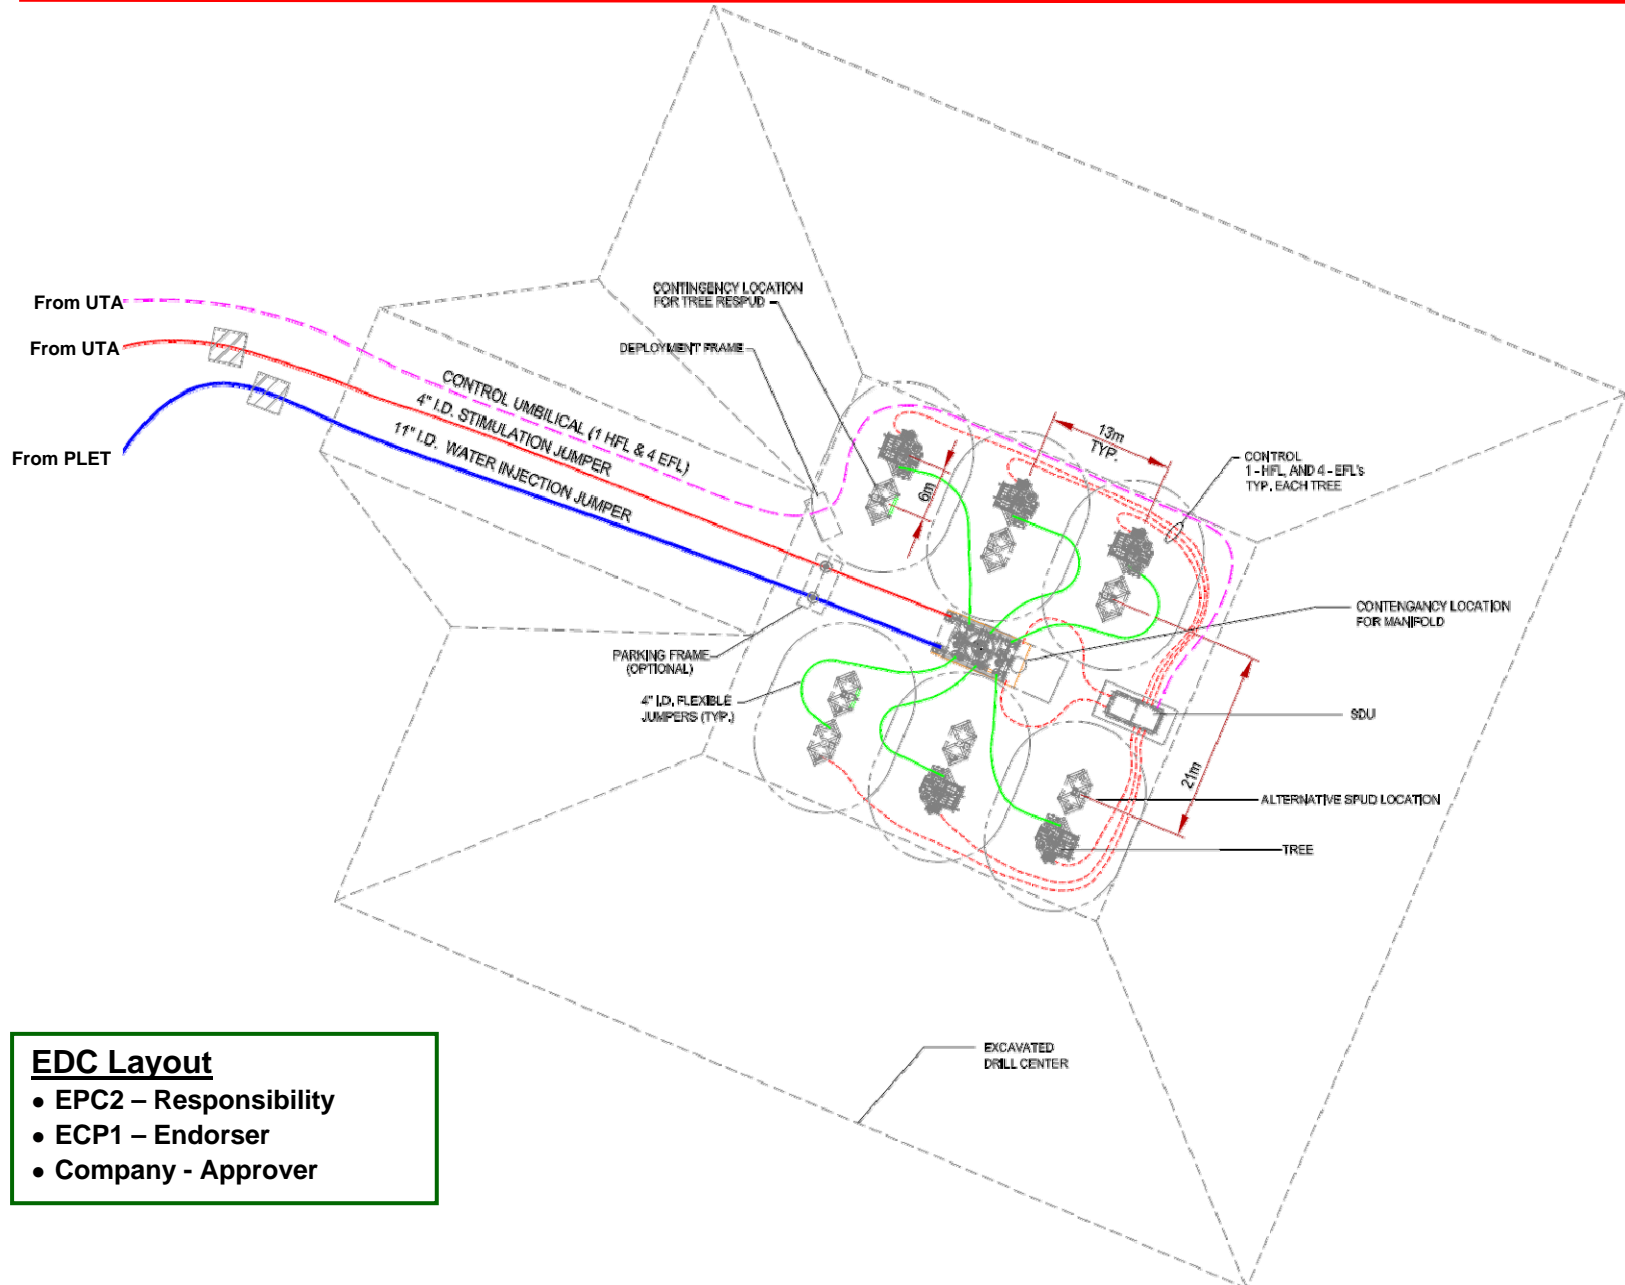 From UTA
From UTA
From PLET
CONTROL UMBILICAL (1 HFL & 4 EFL)
4" I.D. STIMULATION JUMPER
11" I.D. WATER INJECTION JUMPER
CONTINGENCY LOCATION
FOR TREE RESPUD
DEPLOYMENT FRAME
6m
13m
TYP.
CONTROL
1 - HFL, AND 4 - EFL's
TYP. EACH TREE
CONTENGANCY LOCATION
FOR MANIFOLD
PARKING FRAME
(OPTIONAL)
4" I.D. FLEXIBLE
JUMPERS (TYP.)
SDU
21m
ALTERNATIVE SPUD LOCATION
TREE
EXCAVATED
DRILL CENTER
EDC Layout
• EPC2 – Responsibility
• ECP1 – Endorser
• Company - Approver